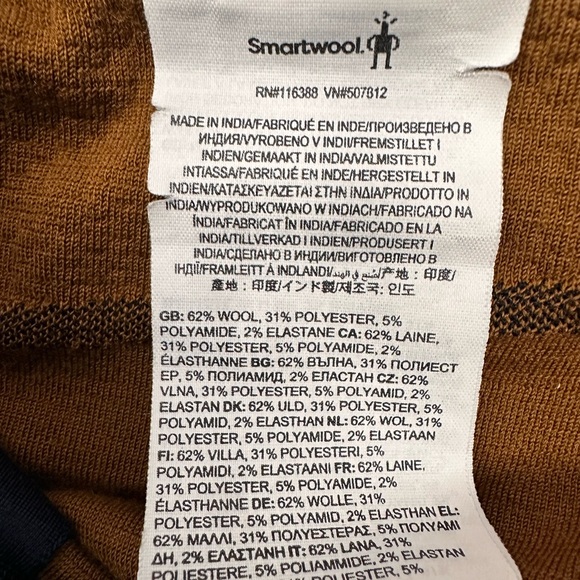 Smartwool.
RN#116388 VN#507812
MADE IN INDIA/FABRIQUÉ EN INDE/ПРОИЗВЕДЕНО В
ИНДИЯ/VYROBENO V INDII/FREMSTILLET I
INDIEN/GEMAAKT IN INDIA/VALMISTETTU
INTIASSA/FABRIQUÉ EN INDE/HERGESTELLT IN
INDIEN/ΚΑΤΑΣΚΕΥΑΖΕΤΑΙ ΣΤΗΝ ΙΝΔΙΑ/PRODOTTO IN
INDIA/WYPRODUKOWANO W INDIACH/FABRICADO NA
ÍNDIA/FABRICAT ÎN INDIA/FABRICADO EN LA
INDIA/TILLVERKAD I INDIEN/PRODUSERT I
INDIA/СДЕЛАНО В ИНДИИ/ВИГОТОВЛЕНО В
ІНДІЇ/FRAMLEITT Á INDLANDI/صُنع في الهند/产地：印度/
產地：印度/インド製/제조국: 인도
GB: 62% WOOL, 31% POLYESTER, 5%
POLYAMIDE, 2% ELASTANE CA: 62% LAINE,
31% POLYESTER, 5% POLYAMIDE, 2%
ÉLASTHANNE BG: 62% ВЪЛНА, 31% ПОЛИЕСТ
ЕР, 5% ПОЛИАМИД, 2% ЕЛАСТАН CZ: 62%
VLNA, 31% POLYESTER, 5% POLYAMID, 2%
ELASTAN DK: 62% ULD, 31% POLYESTER, 5%
POLYAMID, 2% ELASTHAN NL: 62% WOL, 31%
POLYESTER, 5% POLYAMIDE, 2% ELASTAAN
FI: 62% VILLA, 31% POLYESTERI, 5%
POLYAMIDI, 2% ELASTAANI FR: 62% LAINE,
31% POLYESTER, 5% POLYAMIDE, 2%
ÉLASTHANNE DE: 62% WOLLE, 31%
POLYESTER, 5% POLYAMID, 2% ELASTHAN EL:
62% ΜΑΛΛΙ, 31% ΠΟΛΥΕΣΤΕΡΑΣ, 5% ΠΟΛΥΑΜΙ
ΔΗ, 2% ΕΛΑΣΤΑΝΗ IT: 62% LANA, 31%
POLIESTERE, 5% POLIAMMIDE, 2% ELASTAN